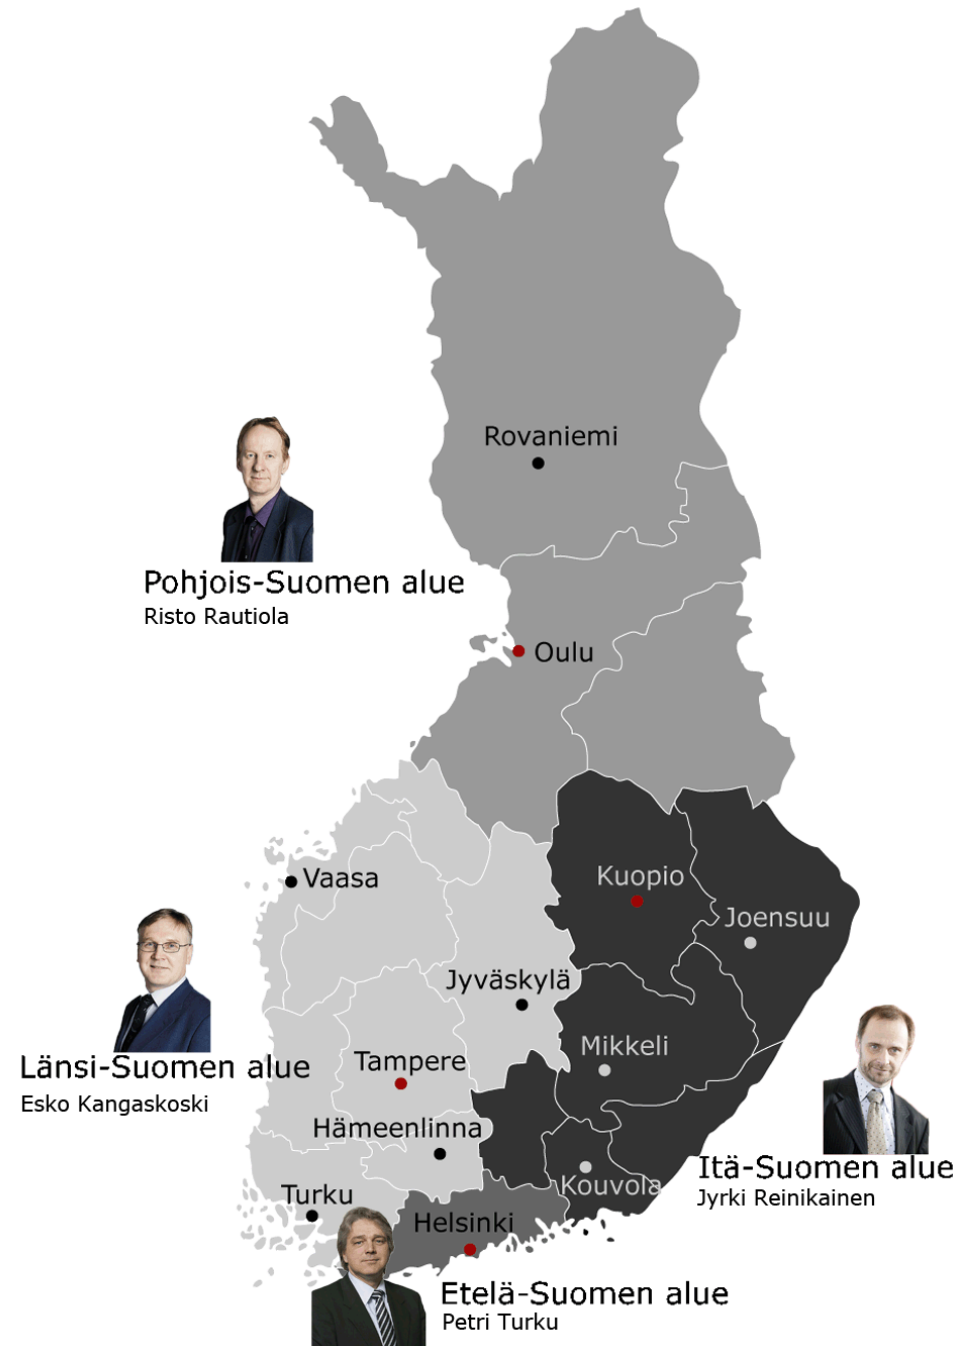 Rovaniemi
Pohjois-Suomen alue
Risto Rautiola
Oulu
Vaasa
Kuopio
Joensuu
Jyväskylä
Mikkeli
Länsi-Suomen alue
Esko Kangaskoski
Tampere
Hämeenlinna
Itä-Suomen alue
Jyrki Reinikainen
Kouvola
Turku
Helsinki
Etelä-Suomen alue
Petri Turku